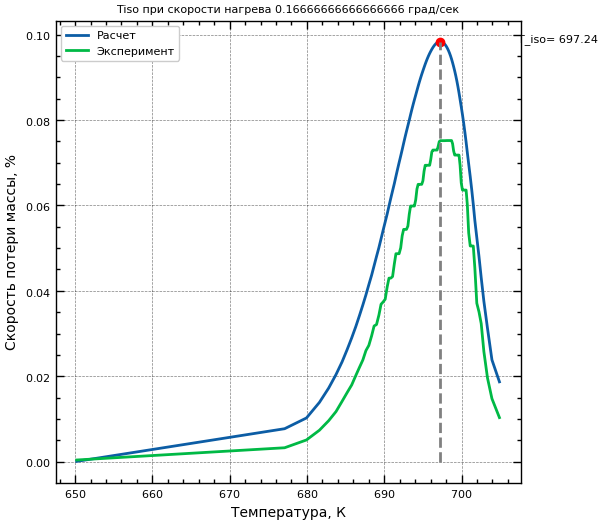 Tiso при скорости нагрева 0.16666666666666666 град/сек
Расчет
Эксперимент
_iso= 697.24
Скорость потери массы, %
0.10
0.08
0.06
0.04
0.02
0.00
650 660 670 680 690 700
Температура, К